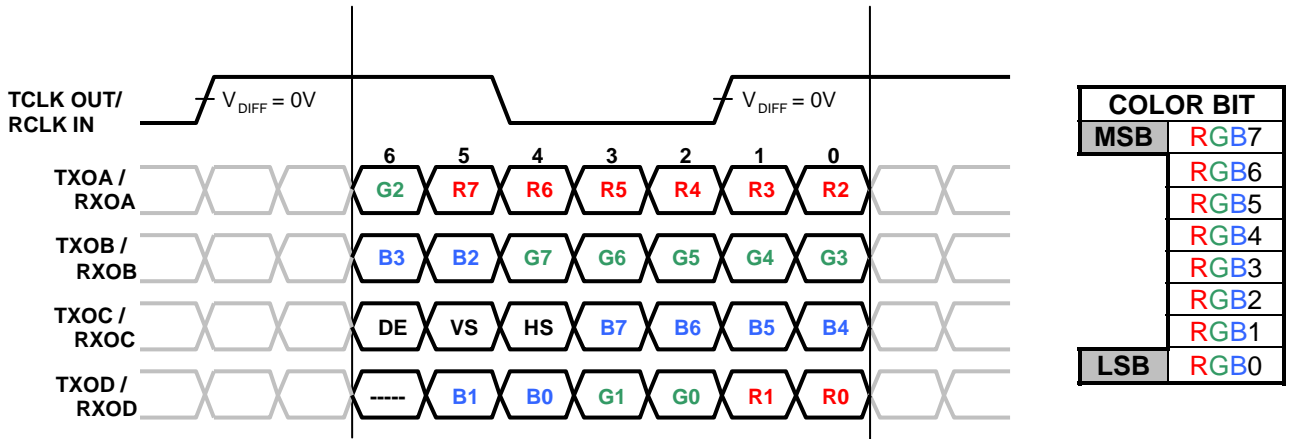 TCLK OUT/
RCLK IN
V DIFF = 0V
V DIFF = 0V
6 5 4 3 2 1 0
TXOA /
RXOA
G2 R7 R6 R5 R4 R3 R2
TXOB /
RXOB
B3 B2 G7 G6 G5 G4 G3
TXOC /
RXOC
DE VS HS B7 B6 B5 B4
TXOD /
RXOD
----- B1 B0 G1 G0 R1 R0
COLOR BIT
MSB RGB7
RGB6
RGB5
RGB4
RGB3
RGB2
RGB1
LSB RGB0